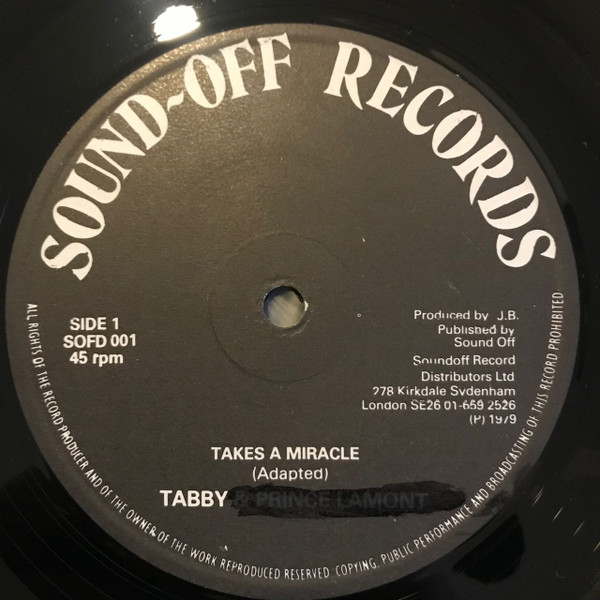 SOUND-OFF RECORDS
SIDE 1
SOFD 001
45 rpm
Produced by J.B.
Published by
Sound Off
Soundoff Record
Distributors Ltd
278 Kirkdale Sydenham
London SE26 01-659 2526
(P) 1979
TAKES A MIRACLE
(Adapted)
TABBY & PRINCE LAMONT
ALL RIGHTS OF THE RECORD PRODUCER AND OF THE OWNER OF THE WORK REPRODUCED RESERVED. COPYING, PUBLIC PERFORMANCE AND BROADCASTING OF THIS RECORD PROHIBITED